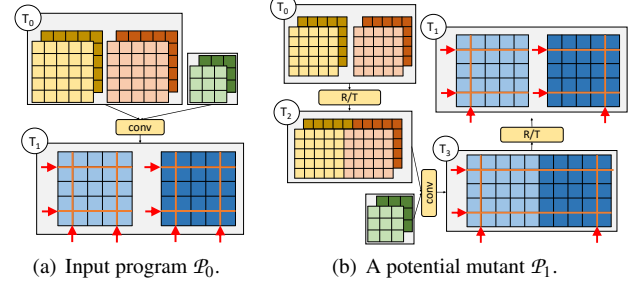 T₀
conv
T₁
(a) Input program 𝒫₀.
T₀
R/T
T₂
conv
T₁
R/T
T₃
(b) A potential mutant 𝒫₁.